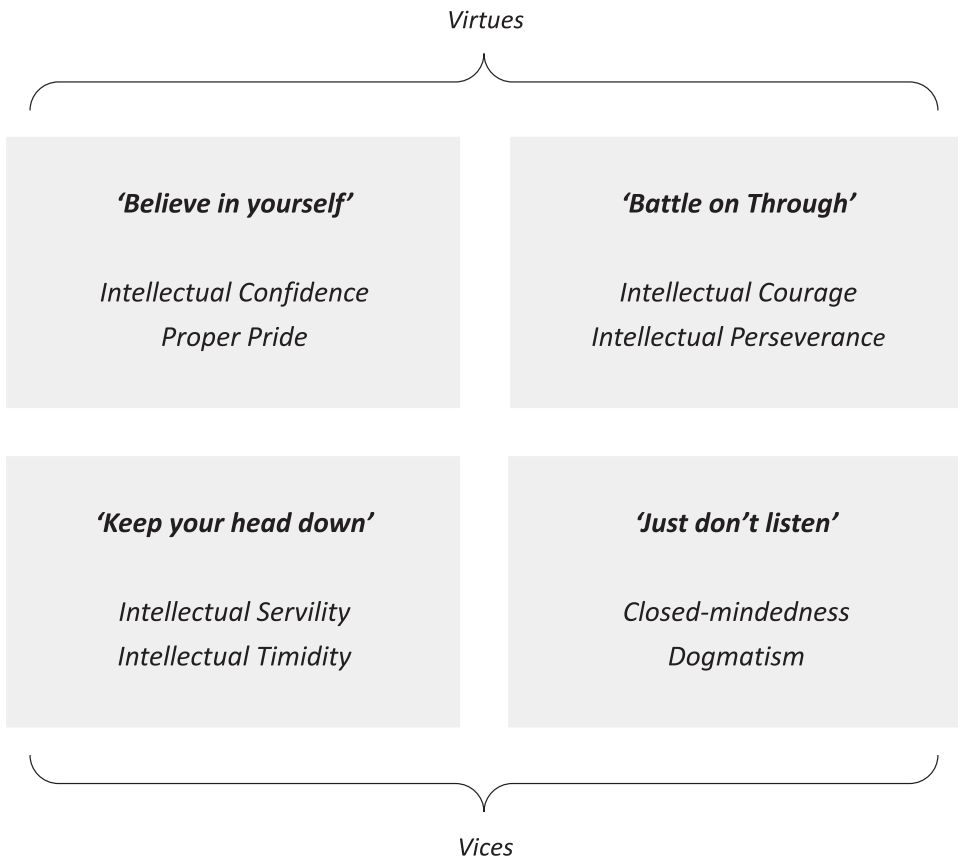 Virtues
‘Believe in yourself’
Intellectual Confidence
Proper Pride
‘Battle on Through’
Intellectual Courage
Intellectual Perseverance
‘Keep your head down’
Intellectual Servility
Intellectual Timidity
‘Just don’t listen’
Closed-mindedness
Dogmatism
Vices